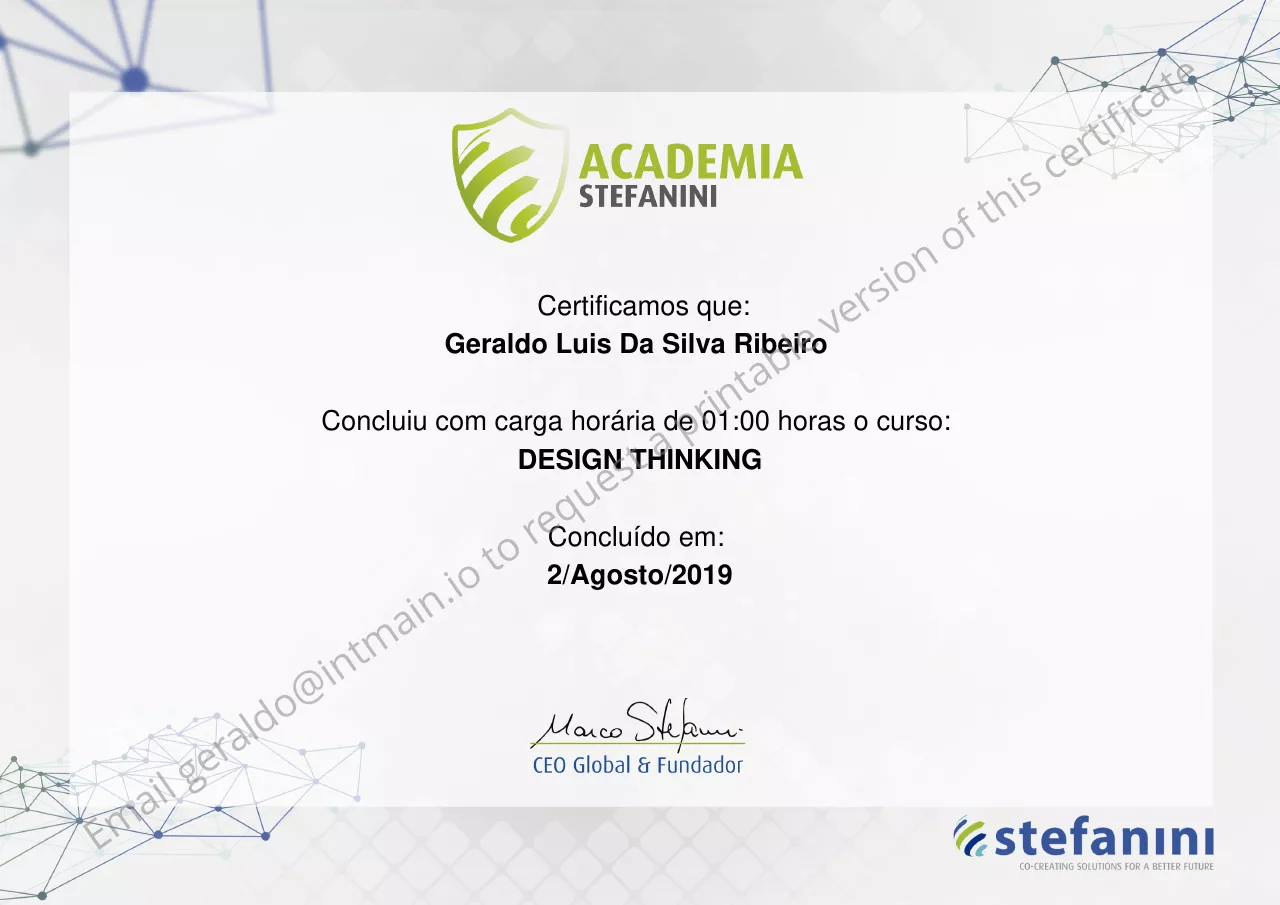 ACADEMIA
STEFANINI
Certificamos que:
Geraldo Luis Da Silva Ribeiro
Concluiu com carga horária de 01:00 horas o curso:
DESIGN THINKING
Concluído em:
2/Agosto/2019
Marco Stefanini
CEO Global & Fundador
stefanini
CO-CREATING SOLUTIONS FOR A BETTER FUTURE
Email geraldo@intmain.io to request a printable version of this certificate